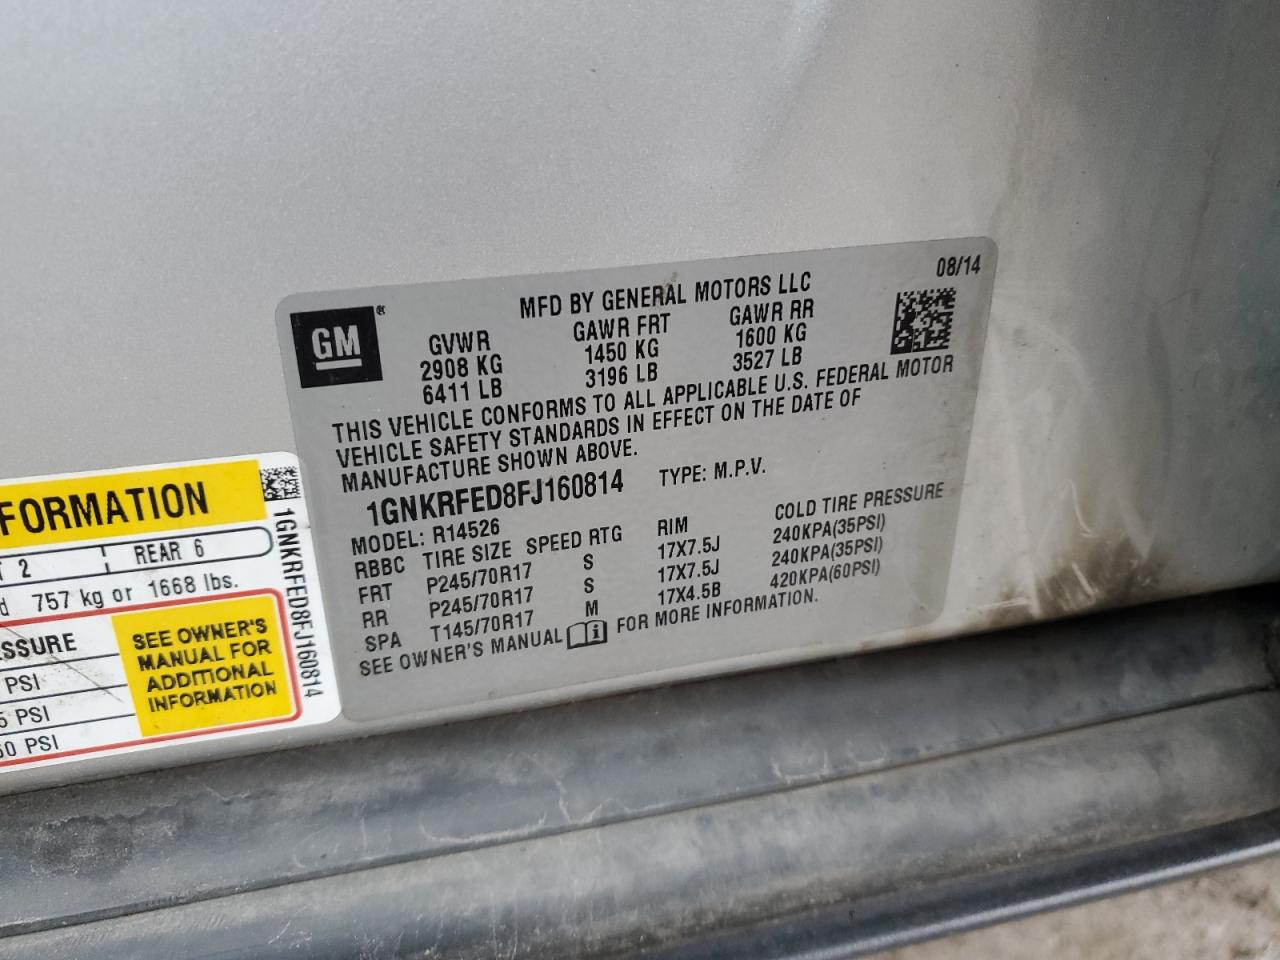 08/14
MFD BY GENERAL MOTORS LLC
GM®
GVWR GAWR FRT GAWR RR
2908 KG 1450 KG 1600 KG
6411 LB 3196 LB 3527 LB
THIS VEHICLE CONFORMS TO ALL APPLICABLE U.S. FEDERAL MOTOR
VEHICLE SAFETY STANDARDS IN EFFECT ON THE DATE OF
MANUFACTURE SHOWN ABOVE.
1GNKRFED8FJ160814 TYPE: M.P.V.
MODEL: R14526
RBBC TIRE SIZE SPEED RTG RIM COLD TIRE PRESSURE
FRT P245/70R17 S 17X7.5J 240KPA(35PSI)
RR P245/70R17 S 17X7.5J 240KPA(35PSI)
SPA T145/70R17 M 17X4.5B 420KPA(60PSI)
SEE OWNER'S MANUAL FOR MORE INFORMATION.
FORMATION
2 REAR 6
757 kg or 1668 lbs.
SSURE
PSI
5 PSI
60 PSI
SEE OWNER'S
MANUAL FOR
ADDITIONAL
INFORMATION
1GNKRFED8FJ160814